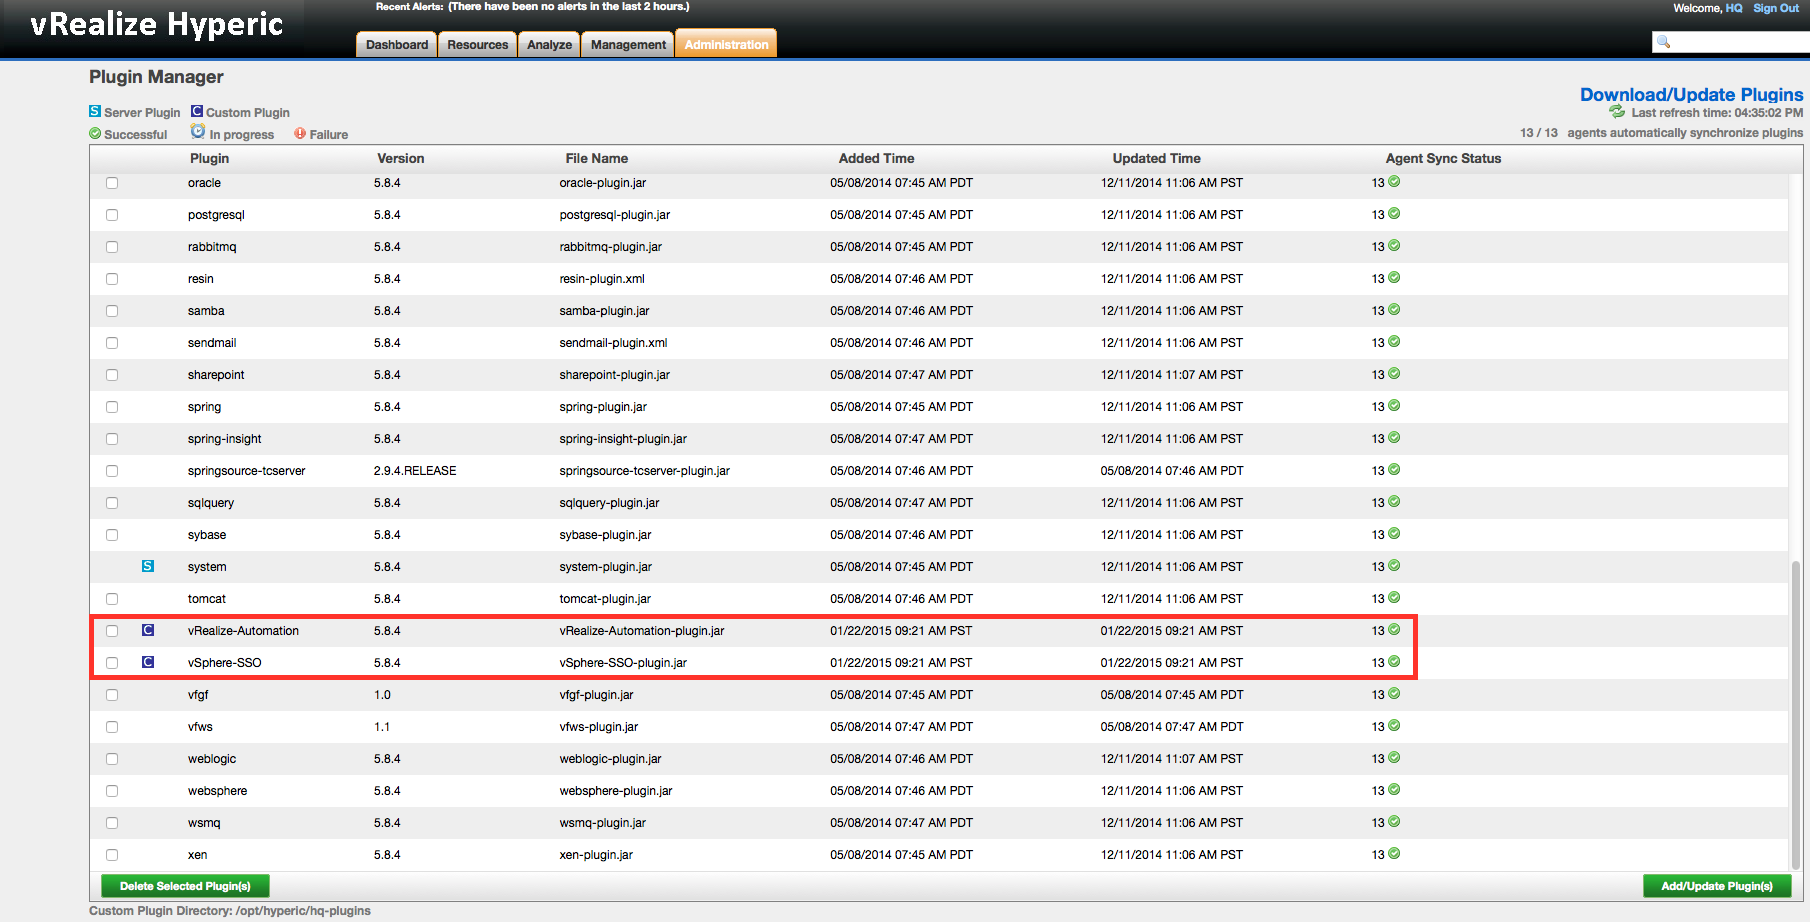 Recent Alerts: (There have been no alerts in the last 2 hours.)
Welcome, HQ Sign Out
vRealize Hyperic
Dashboard Resources Analyze Management Administration
Plugin Manager
Download/Update Plugins
S Server Plugin C Custom Plugin
Last refresh time: 04:35:02 PM
Successful In progress Failure
13 / 13 agents automatically synchronize plugins
Plugin Version File Name Added Time Updated Time Agent Sync Status
oracle 5.8.4 oracle-plugin.jar 05/08/2014 07:45 AM PDT 12/11/2014 11:06 AM PST 13
postgresql 5.8.4 postgresql-plugin.jar 05/08/2014 07:45 AM PDT 12/11/2014 11:06 AM PST 13
rabbitmq 5.8.4 rabbitmq-plugin.jar 05/08/2014 07:45 AM PDT 12/11/2014 11:06 AM PST 13
resin 5.8.4 resin-plugin.xml 05/08/2014 07:46 AM PDT 12/11/2014 11:06 AM PST 13
samba 5.8.4 samba-plugin.jar 05/08/2014 07:46 AM PDT 12/11/2014 11:06 AM PST 13
sendmail 5.8.4 sendmail-plugin.xml 05/08/2014 07:46 AM PDT 12/11/2014 11:06 AM PST 13
sharepoint 5.8.4 sharepoint-plugin.jar 05/08/2014 07:47 AM PDT 12/11/2014 11:07 AM PST 13
spring 5.8.4 spring-plugin.jar 05/08/2014 07:45 AM PDT 12/11/2014 11:06 AM PST 13
spring-insight 5.8.4 spring-insight-plugin.jar 05/08/2014 07:47 AM PDT 12/11/2014 11:06 AM PST 13
springsource-tcserver 2.9.4.RELEASE springsource-tcserver-plugin.jar 05/08/2014 07:46 AM PDT 05/08/2014 07:46 AM PDT 13
sqlquery 5.8.4 sqlquery-plugin.jar 05/08/2014 07:47 AM PDT 12/11/2014 11:06 AM PST 13
sybase 5.8.4 sybase-plugin.jar 05/08/2014 07:45 AM PDT 12/11/2014 11:06 AM PST 13
S system 5.8.4 system-plugin.jar 05/08/2014 07:45 AM PDT 12/11/2014 11:06 AM PST 13
tomcat 5.8.4 tomcat-plugin.jar 05/08/2014 07:46 AM PDT 12/11/2014 11:06 AM PST 13
C vRealize-Automation 5.8.4 vRealize-Automation-plugin.jar 01/22/2015 09:21 AM PST 01/22/2015 09:21 AM PST 13
C vSphere-SSO 5.8.4 vSphere-SSO-plugin.jar 01/22/2015 09:21 AM PST 01/22/2015 09:21 AM PST 13
vfgf 1.0 vfgf-plugin.jar 05/08/2014 07:45 AM PDT 05/08/2014 07:45 AM PDT 13
vfws 1.1 vfws-plugin.jar 05/08/2014 07:47 AM PDT 05/08/2014 07:47 AM PDT 13
weblogic 5.8.4 weblogic-plugin.jar 05/08/2014 07:46 AM PDT 12/11/2014 11:07 AM PST 13
websphere 5.8.4 websphere-plugin.jar 05/08/2014 07:46 AM PDT 12/11/2014 11:06 AM PST 13
wsmq 5.8.4 wsmq-plugin.jar 05/08/2014 07:47 AM PDT 12/11/2014 11:06 AM PST 13
xen 5.8.4 xen-plugin.jar 05/08/2014 07:45 AM PDT 12/11/2014 11:06 AM PST 13
Delete Selected Plugin(s) Add/Update Plugin(s)
Custom Plugin Directory: /opt/hyperic/hq-plugins